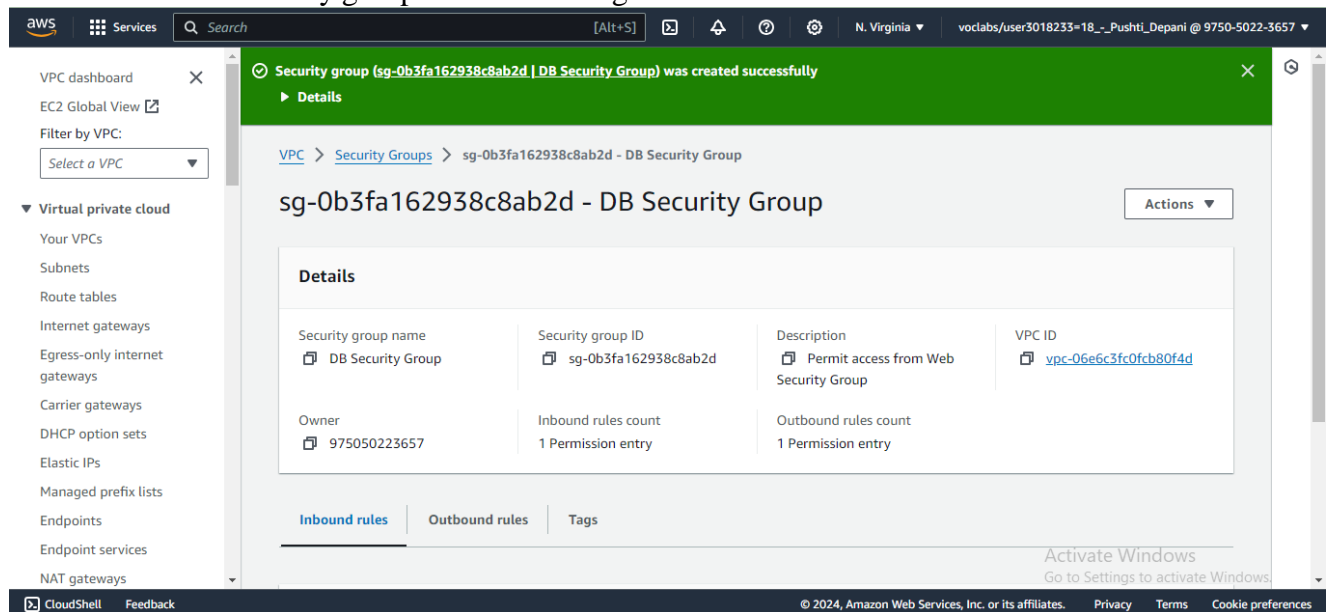 aws
Services
Search
[Alt+S]
N. Virginia
voclabs/user3018233=18_-_Pushti_Depani @ 9750-5022-3657
VPC dashboard
EC2 Global View
Filter by VPC:
Select a VPC
Virtual private cloud
Your VPCs
Subnets
Route tables
Internet gateways
Egress-only internet
gateways
Carrier gateways
DHCP option sets
Elastic IPs
Managed prefix lists
Endpoints
Endpoint services
NAT gateways
Security group (sg-0b3fa162938c8ab2d | DB Security Group) was created successfully
Details
VPC > Security Groups > sg-0b3fa162938c8ab2d - DB Security Group
sg-0b3fa162938c8ab2d - DB Security Group
Actions
Details
Security group name
DB Security Group
Security group ID
sg-0b3fa162938c8ab2d
Description
Permit access from Web
Security Group
VPC ID
vpc-06e6c3fc0fcb80f4d
Owner
975050223657
Inbound rules count
1 Permission entry
Outbound rules count
1 Permission entry
Inbound rules
Outbound rules
Tags
Activate Windows
Go to Settings to activate Windows.
CloudShell
Feedback
© 2024, Amazon Web Services, Inc. or its affiliates.
Privacy
Terms
Cookie preferences